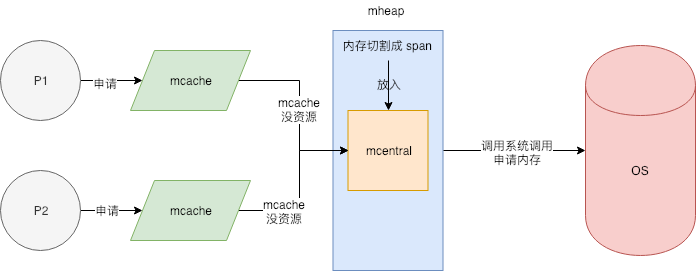 mheap
内存切割成 span
放入
P1
申请
mcache
mcache
没资源
mcentral
调用系统调用
申请内存
OS
P2
申请
mcache
mcache
没资源